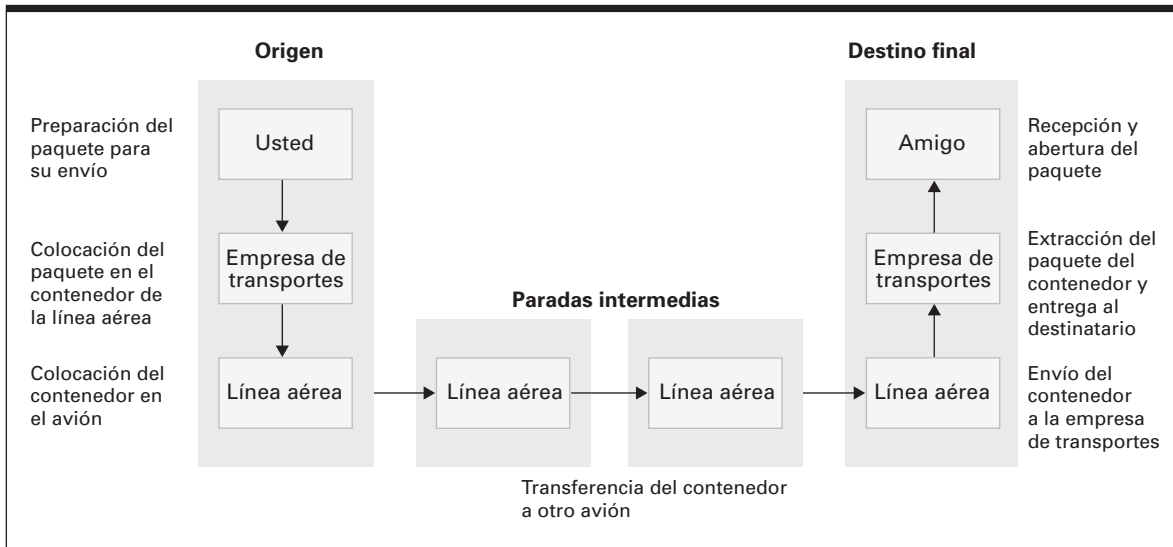 Origen
Destino final
Preparación del
paquete para
su envío
Usted
Amigo
Recepción y
abertura del
paquete
Colocación del
paquete en el
contenedor de
la línea aérea
Empresa de
transportes
Empresa de
transportes
Extracción del
paquete del
contenedor y
entrega al
destinatario
Paradas intermedias
Colocación del
contenedor en
el avión
Línea aérea
Línea aérea
Línea aérea
Línea aérea
Envío del
contenedor
a la empresa
de transportes
Transferencia del contenedor
a otro avión